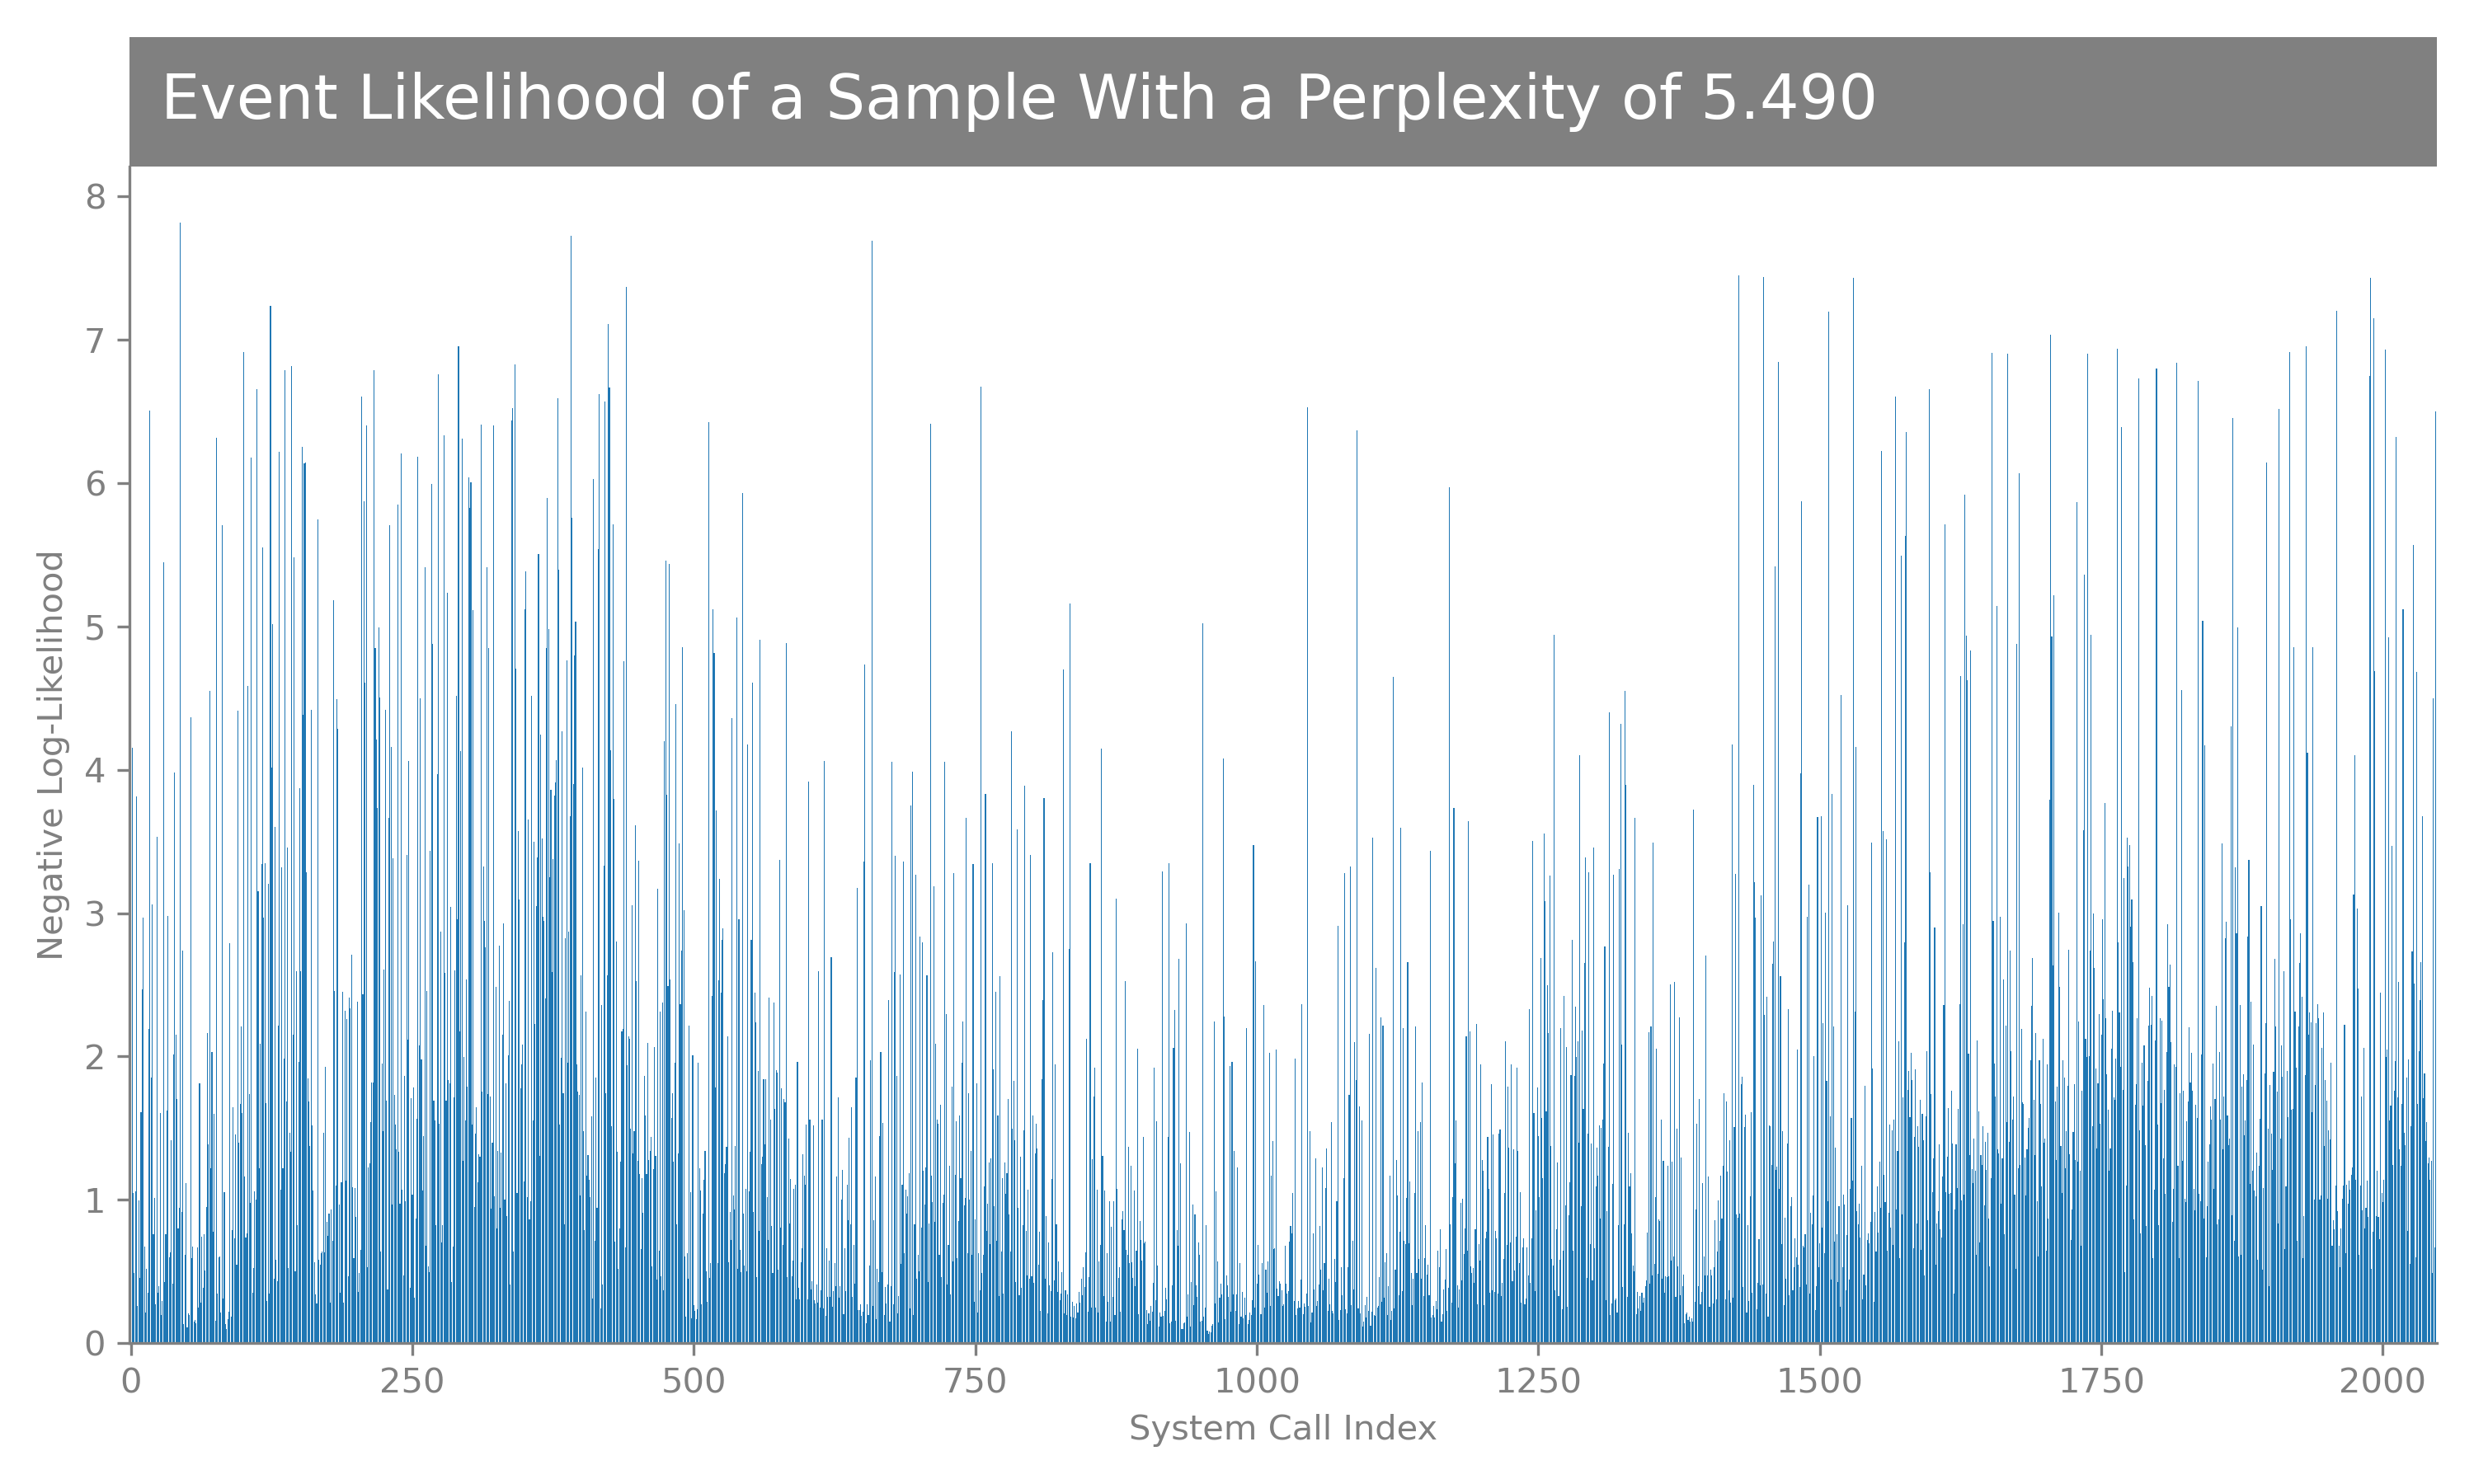 Event Likelihood of a Sample With a Perplexity of 5.490
8
7
6
5
4
3
2
1
0
Negative Log-Likelihood
0 250 500 750 1000 1250 1500 1750 2000
System Call Index